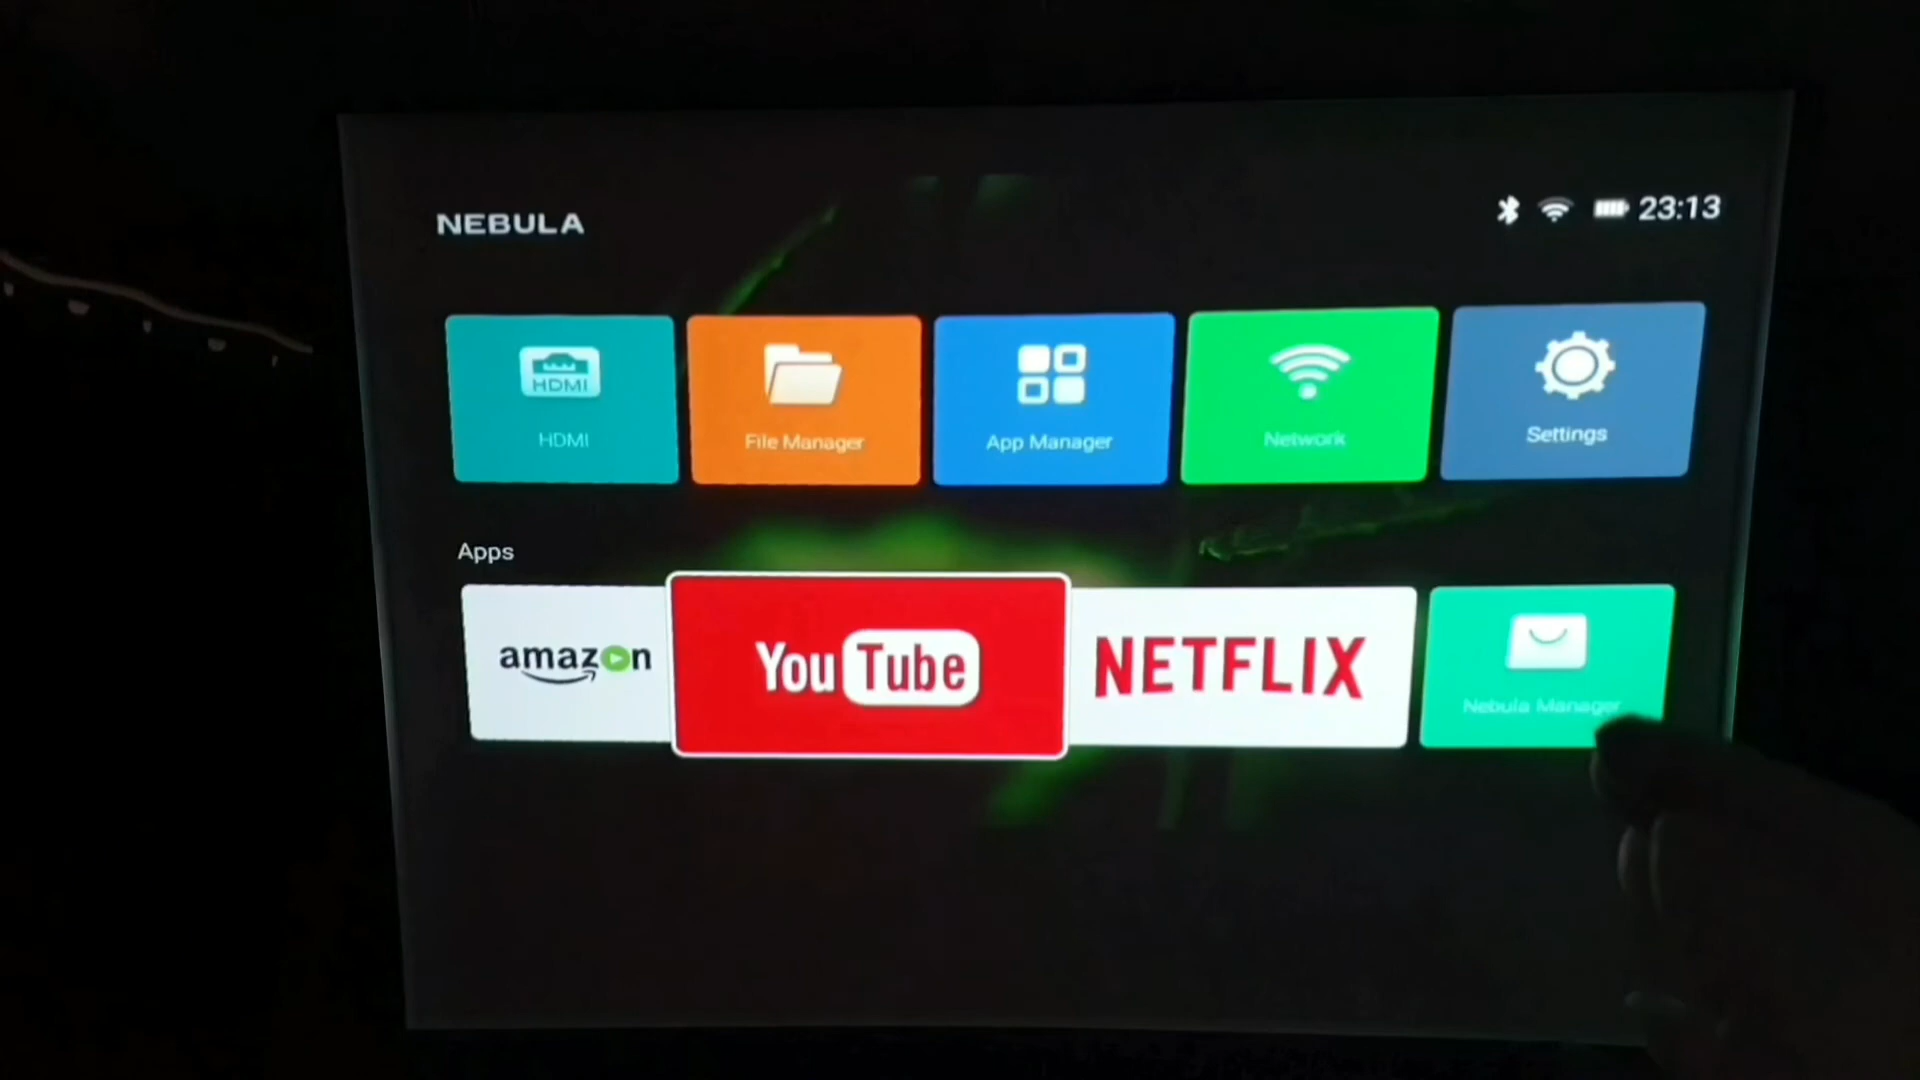 NEBULA
23:13
HDMI
HDMI
File Manager
App Manager
Network
Settings
Apps
amazon
YouTube
NETFLIX
Nebula Manager